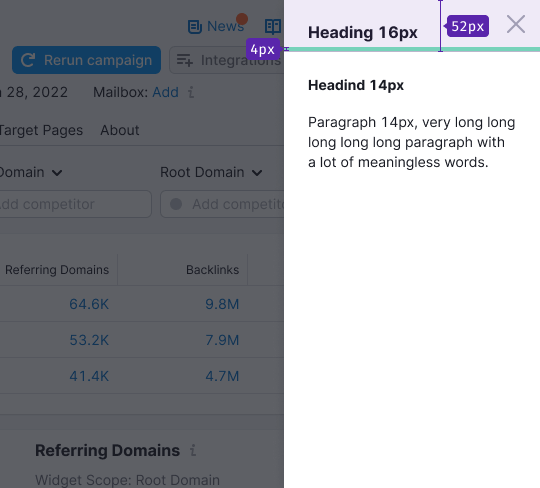 News
Heading 16px
52px
4px
Rerun campaign
Integrations
28, 2022 Mailbox: Add
Target Pages About
Headind 14px
Paragraph 14px, very long long
long long long paragraph with
a lot of meaningless words.
Domain Root Domain
Add competitor Add competitor
Referring Domains Backlinks
64.6K 9.8M
53.2K 7.9M
41.4K 4.7M
Referring Domains
Widget Scope: Root Domain